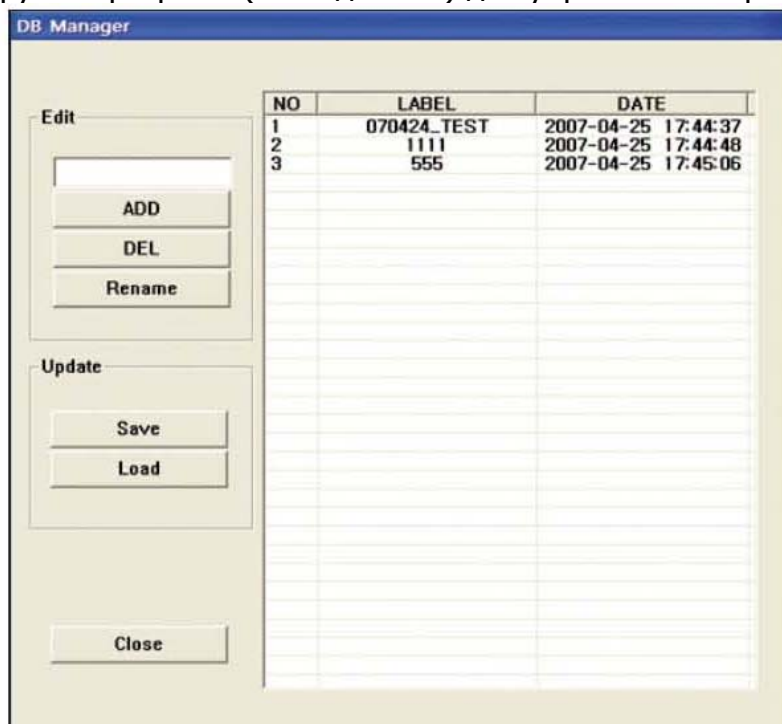 DB Manager
Edit
ADD
DEL
Rename
Update
Save
Load
Close
NO LABEL DATE
1 070424_TEST 2007-04-25 17:44:37
2 1111 2007-04-25 17:44:48
3 555 2007-04-25 17:45:06